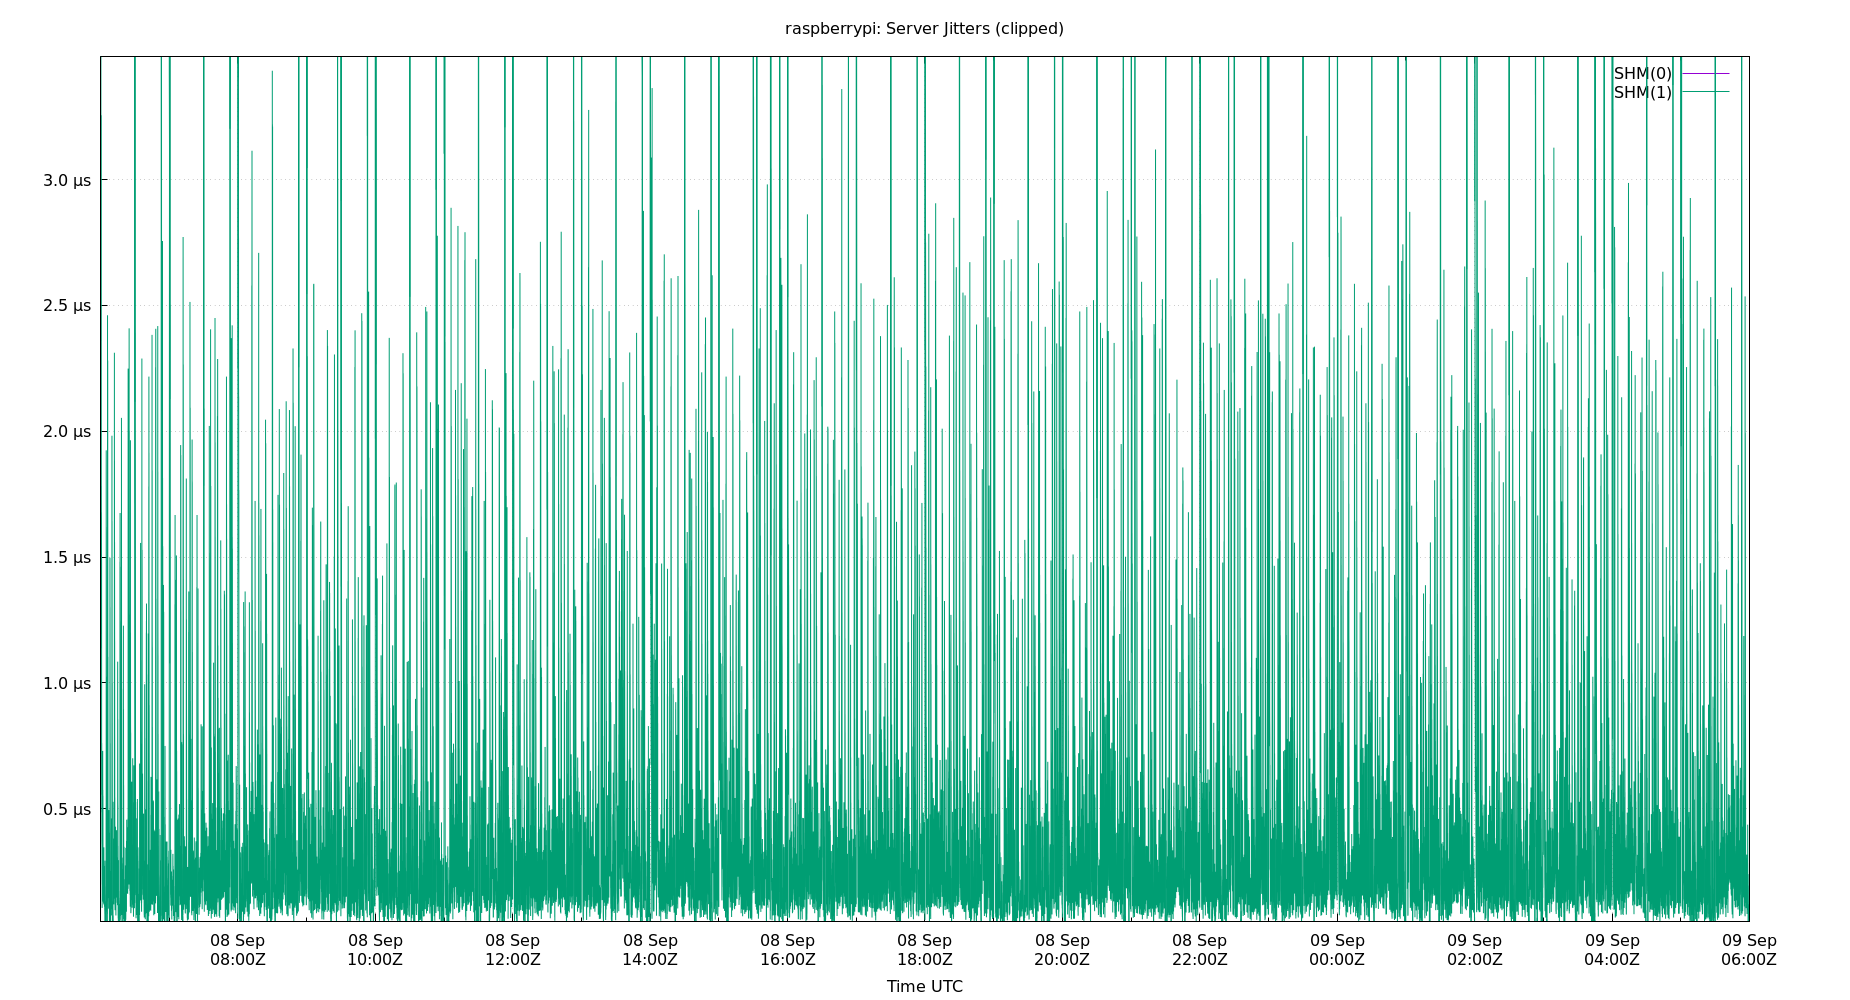 raspberrypi: Server Jitters (clipped)
SHM(0)
SHM(1)
3.0 µs
2.5 µs
2.0 µs
1.5 µs
1.0 µs
0.5 µs
08 Sep 08 Sep 08 Sep 08 Sep 08 Sep 08 Sep 08 Sep 08 Sep 09 Sep 09 Sep 09 Sep 09 Sep
08:00Z 10:00Z 12:00Z 14:00Z 16:00Z 18:00Z 20:00Z 22:00Z 00:00Z 02:00Z 04:00Z 06:00Z
Time UTC